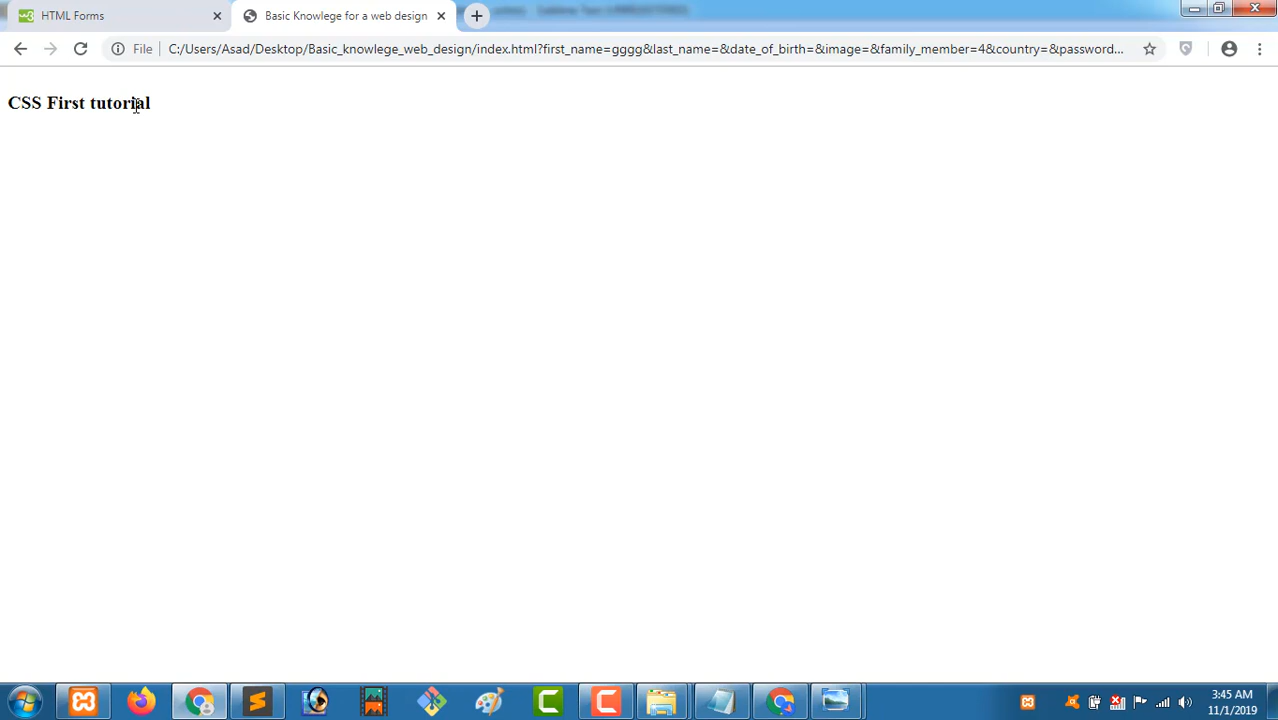 HTML Forms
Basic Knowlege for a web design
File
C:/Users/Asad/Desktop/Basic_knowlege_web_design/index.html?first_name=gggg&last_name=&date_of_birth=&image=&family_member=4&country=&password...
CSS First tutorial
3:45 AM
11/1/2019